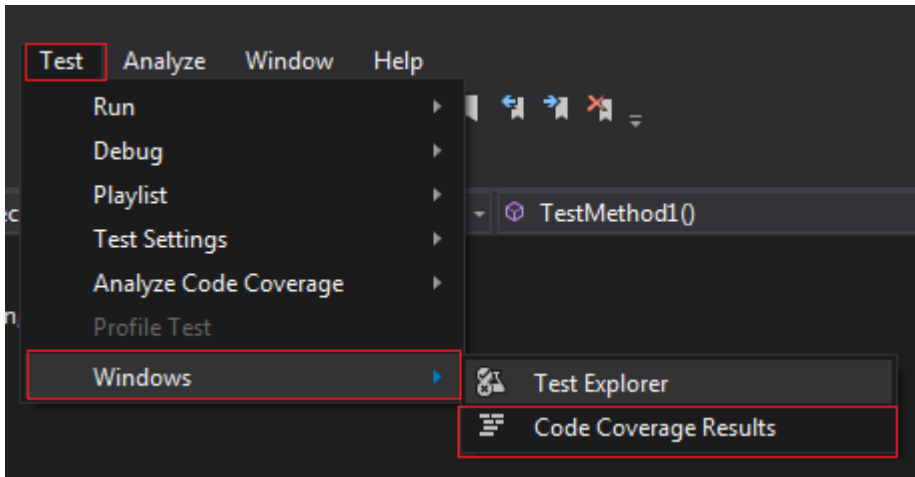 Test Analyze Window Help
Run
Debug
Playlist
ec
TestMethod1()
Test Settings
Analyze Code Coverage
n
Profile Test
Windows
Test Explorer
Code Coverage Results